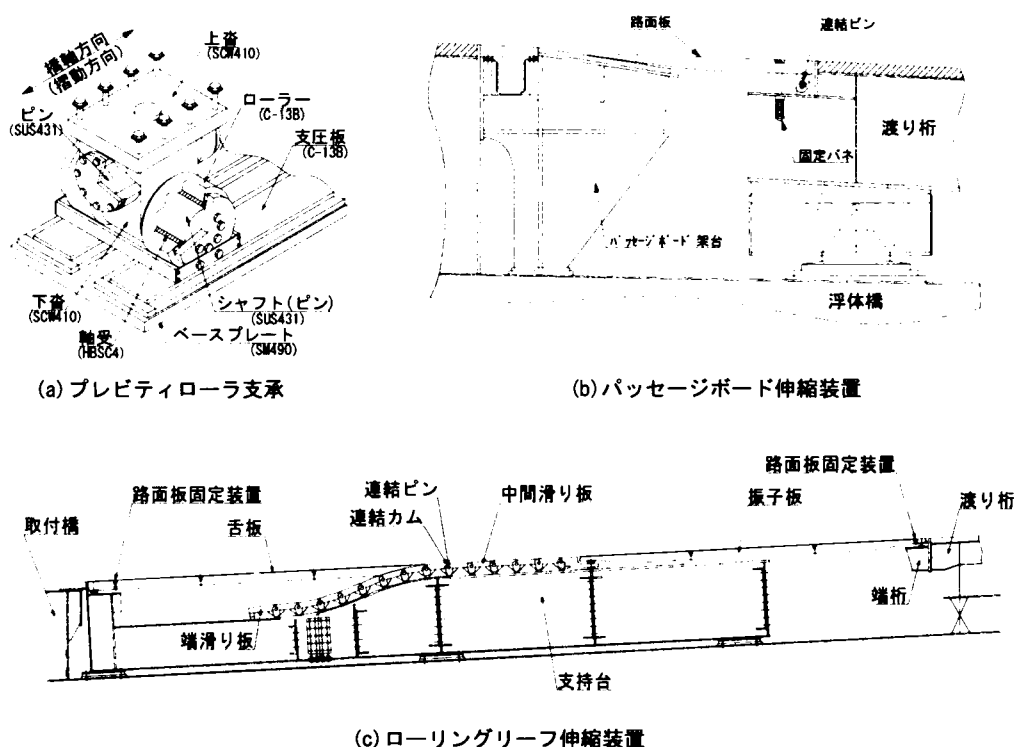 橋軸方向
(摺動方向)
上沓
(SCW410)
ピン
(SUS431)
ローラー
(C-13B)
支圧板
(C-13B)
下沓
(SCW410)
軸受
(HBSC4)
シャフト(ピン)
(SUS431)
ベースプレート
(SM490)
(a)プレビティローラ支承
路面板
連結ピン
渡り桁
固定バネ
パッセージボード架台
浮体橋
(b)パッセージボード伸縮装置
取付橋
路面板固定装置
舌板
連結ピン
連結カム
中間滑り板
路面板固定装置
振子板
渡り桁
端桁
端滑り板
支持台
(c)ローリングリーフ伸縮装置